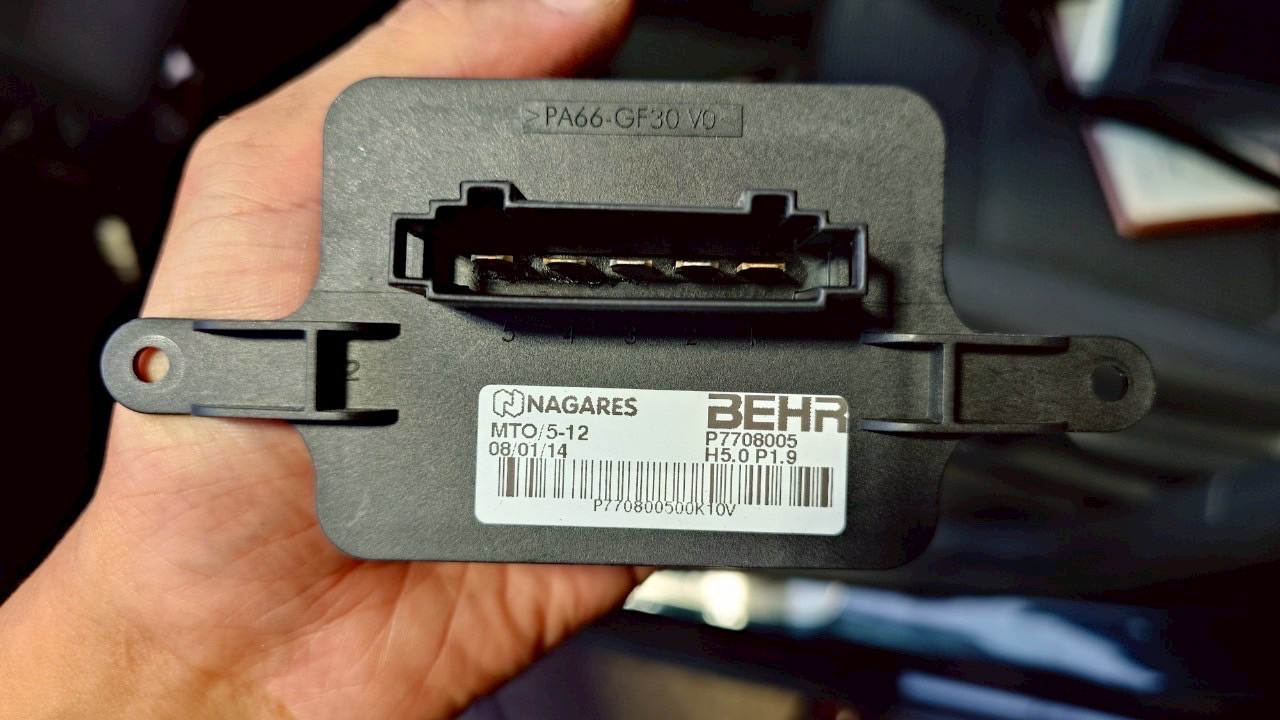 >PA66-GF30 V0<
5 4 3 2 1
2
NAGARES BEHR
MTO/5-12 P7708005
08/01/14 H5.0 P1.9
P770800500K10V